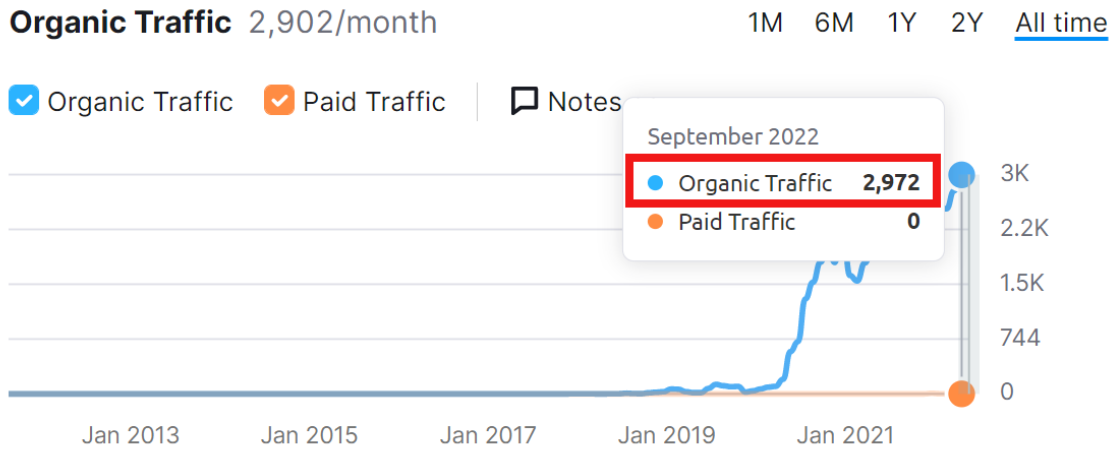 Organic Traffic 2,902/month 1M 6M 1Y 2Y All time
Organic Traffic Paid Traffic Notes
September 2022
Organic Traffic 2,972
Paid Traffic 0
3K
2.2K
1.5K
744
0
Jan 2013 Jan 2015 Jan 2017 Jan 2019 Jan 2021